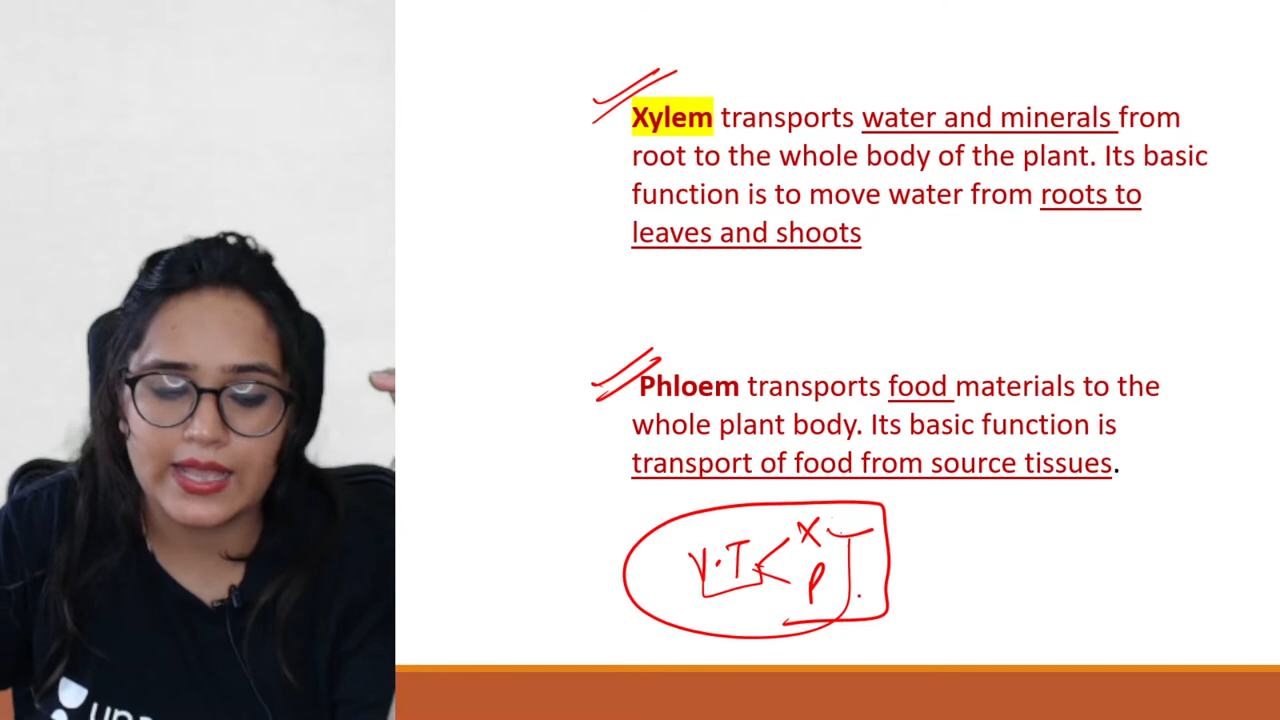 Xylem transports water and minerals from
root to the whole body of the plant. Its basic
function is to move water from roots to
leaves and shoots
Phloem transports food materials to the
whole plant body. Its basic function is
transport of food from source tissues.
V.T
X
P